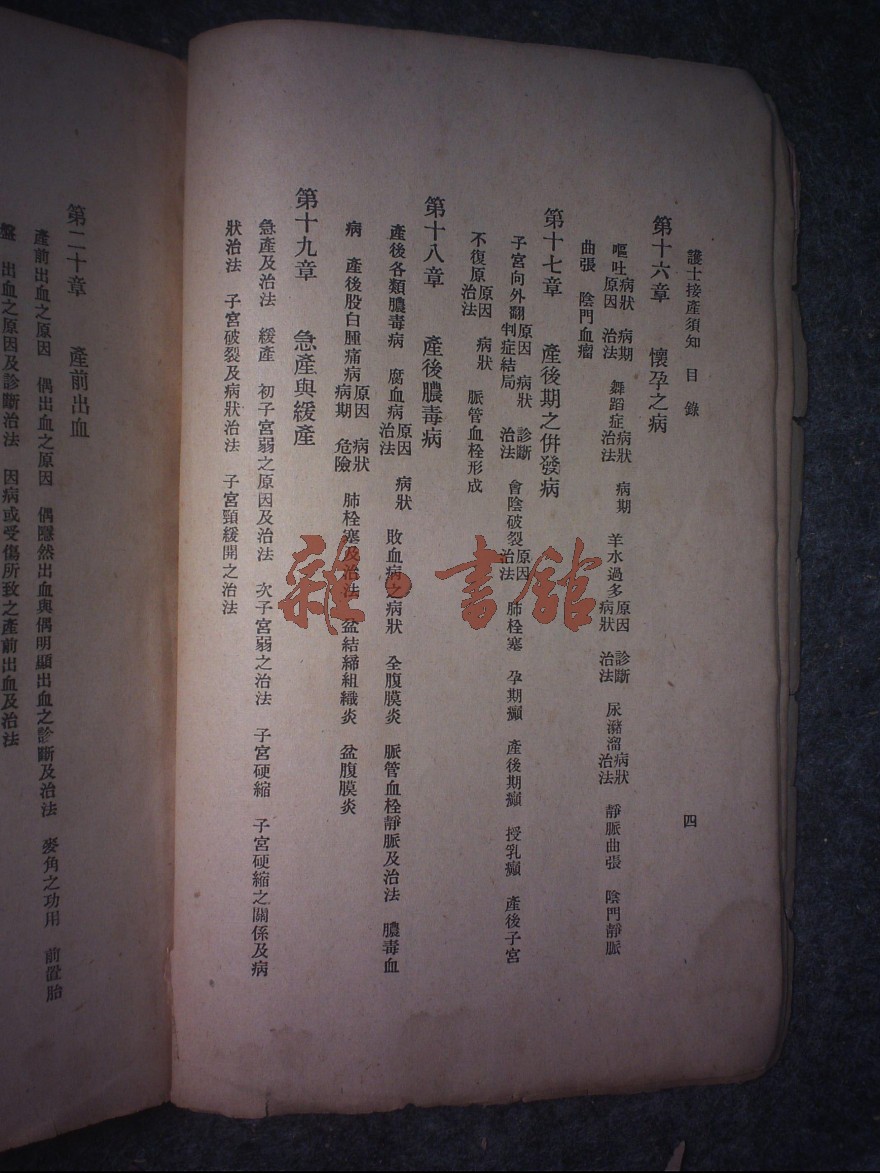 護士接產須知 目錄 四
第十六章 懷孕之病
嘔吐病狀 原因 病期 治法 舞蹈症病狀 治法 病期 羊水過多原因 病狀 診斷 治法 尿瀦溜病狀 治法 靜脈曲張 陰門靜脈
曲張 陰門血瘤
第十七章 產後期之併發病
子宮向外翻原因 判症 病狀 結局 診斷 治法 會陰破裂原因 治法 肺栓塞 孕期癲 產後期癲 授乳癲 產後子宮
不復原原因 治法 病狀 脈管血栓形成
第十八章 產後膿毒病
產後各類膿毒病 腐血病原因 治法 病狀 敗血病之病狀 全腹膜炎 脈管血栓靜脈及治法 膿毒血
病 產後股白腫痛病原因 病期 病狀 危險 肺栓塞及治法 盆結締組織炎 盆腹膜炎
第十九章 急產與緩產
急產及治法 緩產 初子宮弱之原因及治法 次子宮弱之治法 子宮硬縮 子宮硬縮之關係及病
狀治法 子宮破裂及病狀治法 子宮頸緩開之治法
第二十章 產前出血
產前出血之原因 偶出血之原因 偶隱然出血與偶明顯出血之診斷及治法 麥角之功用 前置胎
盤 出血之原因及診斷治法 因病或受傷所致之產前出血及治法
雜·書館